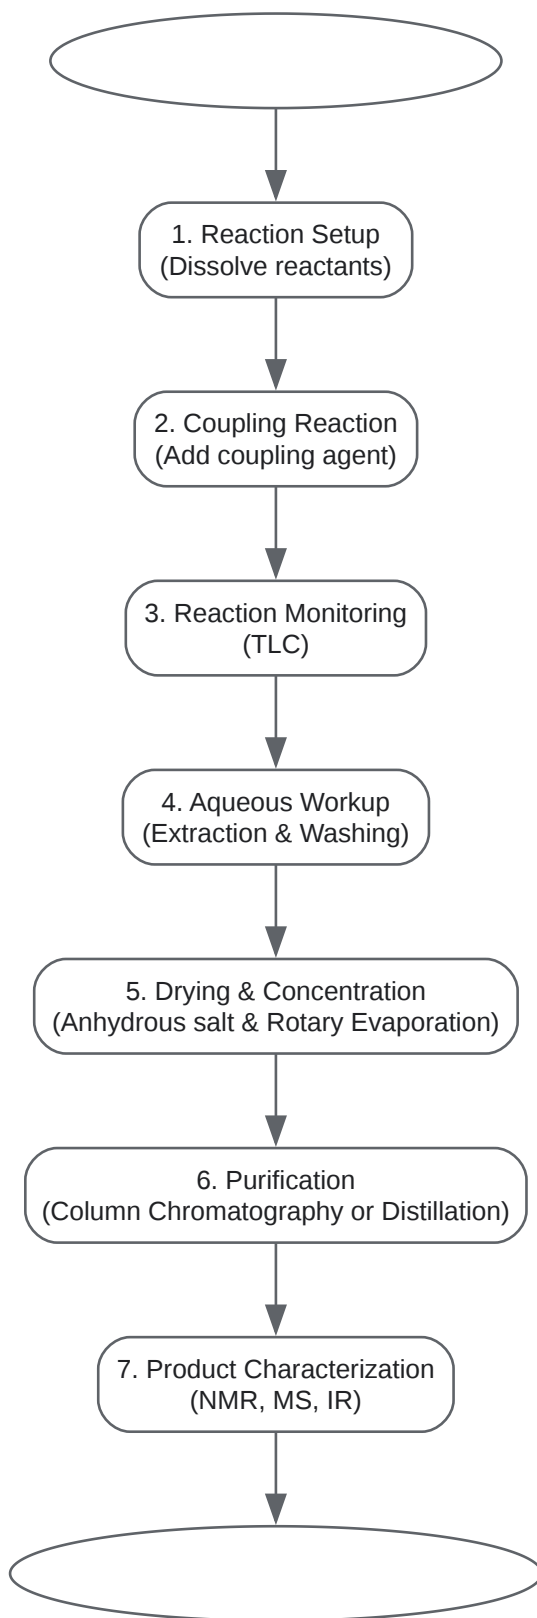 1. Reaction Setup
(Dissolve reactants)
2. Coupling Reaction
(Add coupling agent)
3. Reaction Monitoring
(TLC)
4. Aqueous Workup
(Extraction & Washing)
5. Drying & Concentration
(Anhydrous salt & Rotary Evaporation)
6. Purification
(Column Chromatography or Distillation)
7. Product Characterization
(NMR, MS, IR)